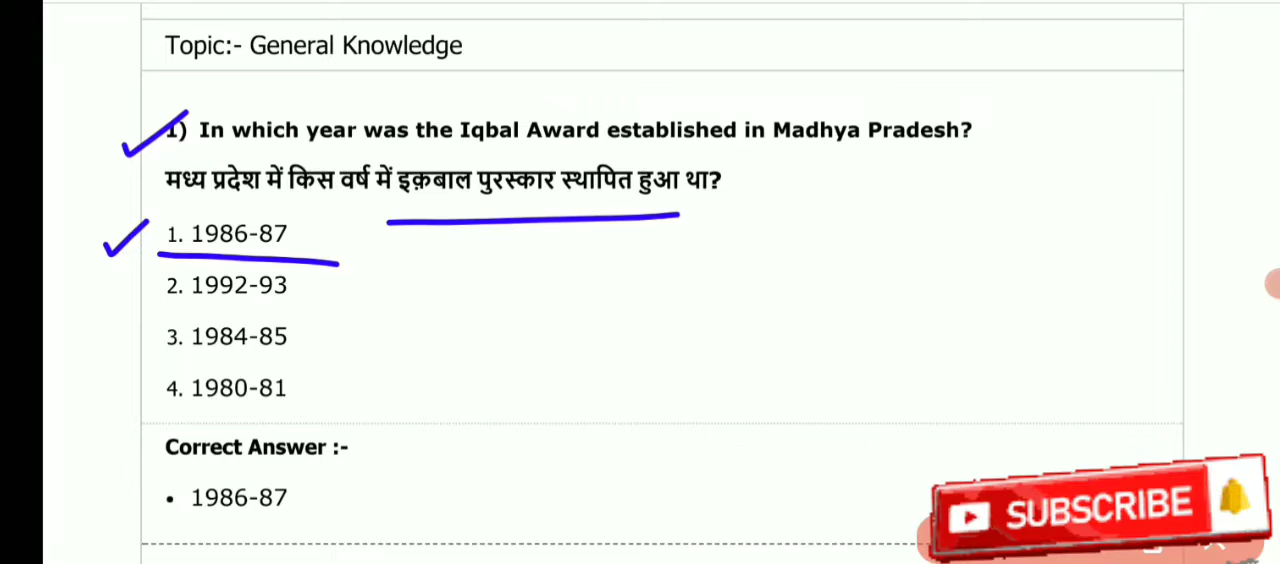 Topic:- General Knowledge
1) In which year was the Iqbal Award established in Madhya Pradesh?
मध्य प्रदेश में किस वर्ष में इक़बाल पुरस्कार स्थापित हुआ था?
1. 1986-87
2. 1992-93
3. 1984-85
4. 1980-81
Correct Answer :-
• 1986-87
SUBSCRIBE